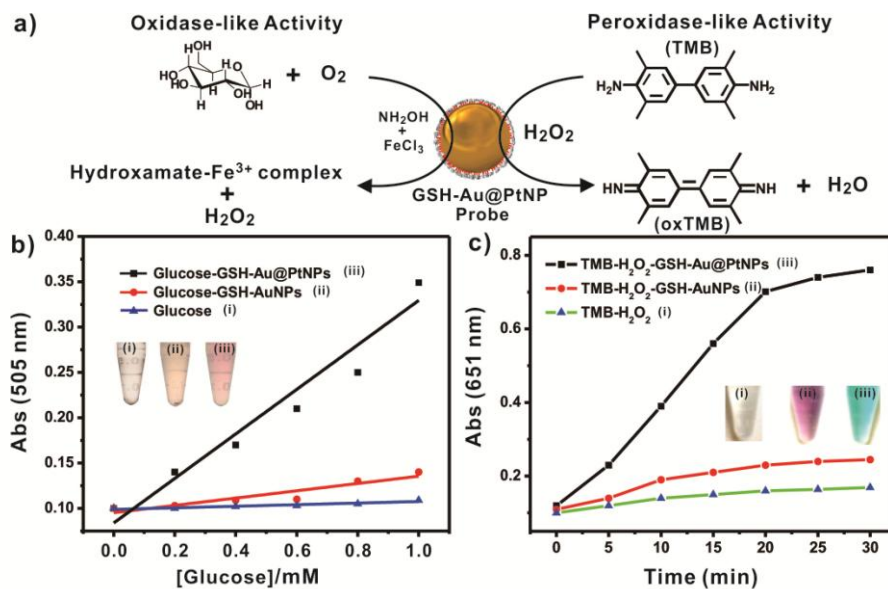 a)
Oxidase-like Activity
Peroxidase-like Activity
(TMB)
H O H
HO
HO H
H OH
H OH
+ O₂
NH₂OH
+
FeCl₃
H₂O₂
H₂N
NH₂
Hydroxamate-Fe³⁺ complex
+
H₂O₂
GSH-Au@PtNP
Probe
HN
NH
+ H₂O
(oxTMB)
b)
0.40
0.35
0.30
0.25
0.20
0.15
0.10
Abs (505 nm)
Glucose-GSH-Au@PtNPs (iii)
Glucose-GSH-AuNPs (ii)
Glucose (i)
(i) (ii) (iii)
0.0 0.2 0.4 0.6 0.8 1.0
[Glucose]/mM
c)
0.8
0.6
0.4
0.2
Abs (651 nm)
TMB-H₂O₂-GSH-Au@PtNPs (iii)
TMB-H₂O₂-GSH-AuNPs (ii)
TMB-H₂O₂ (i)
(i) (ii) (iii)
0 5 10 15 20 25 30
Time (min)